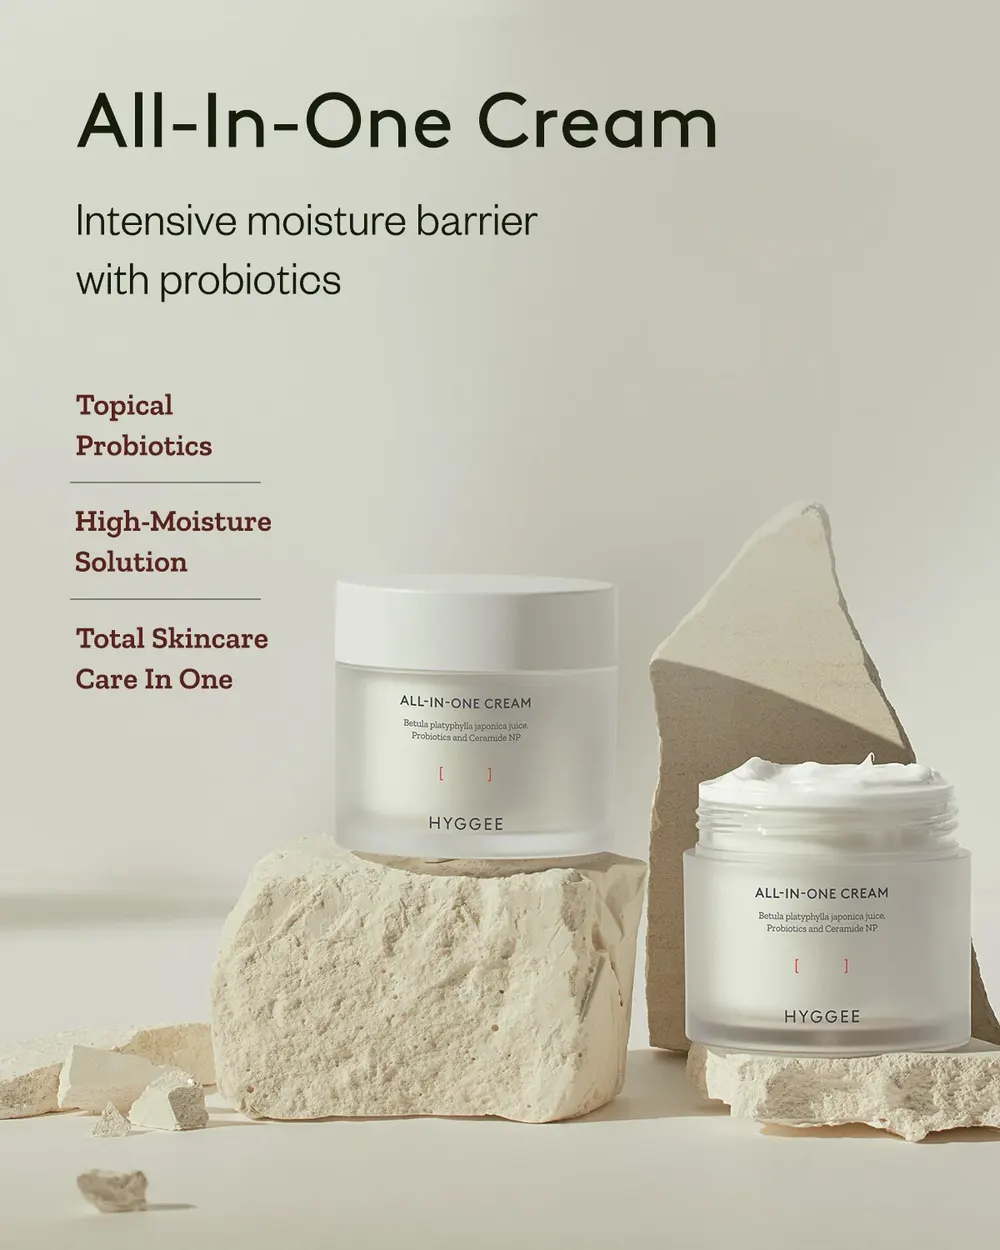 All-In-One Cream
Intensive moisture barrier
with probiotics
Topical
Probiotics
High-Moisture
Solution
Total Skincare
Care In One
ALL-IN-ONE CREAM
Betula platyphylla japonica juice,
Probiotics and Ceramide NP
[ ]
HYGGEE
ALL-IN-ONE CREAM
Betula platyphylla japonica juice,
Probiotics and Ceramide NP
[ ]
HYGGEE